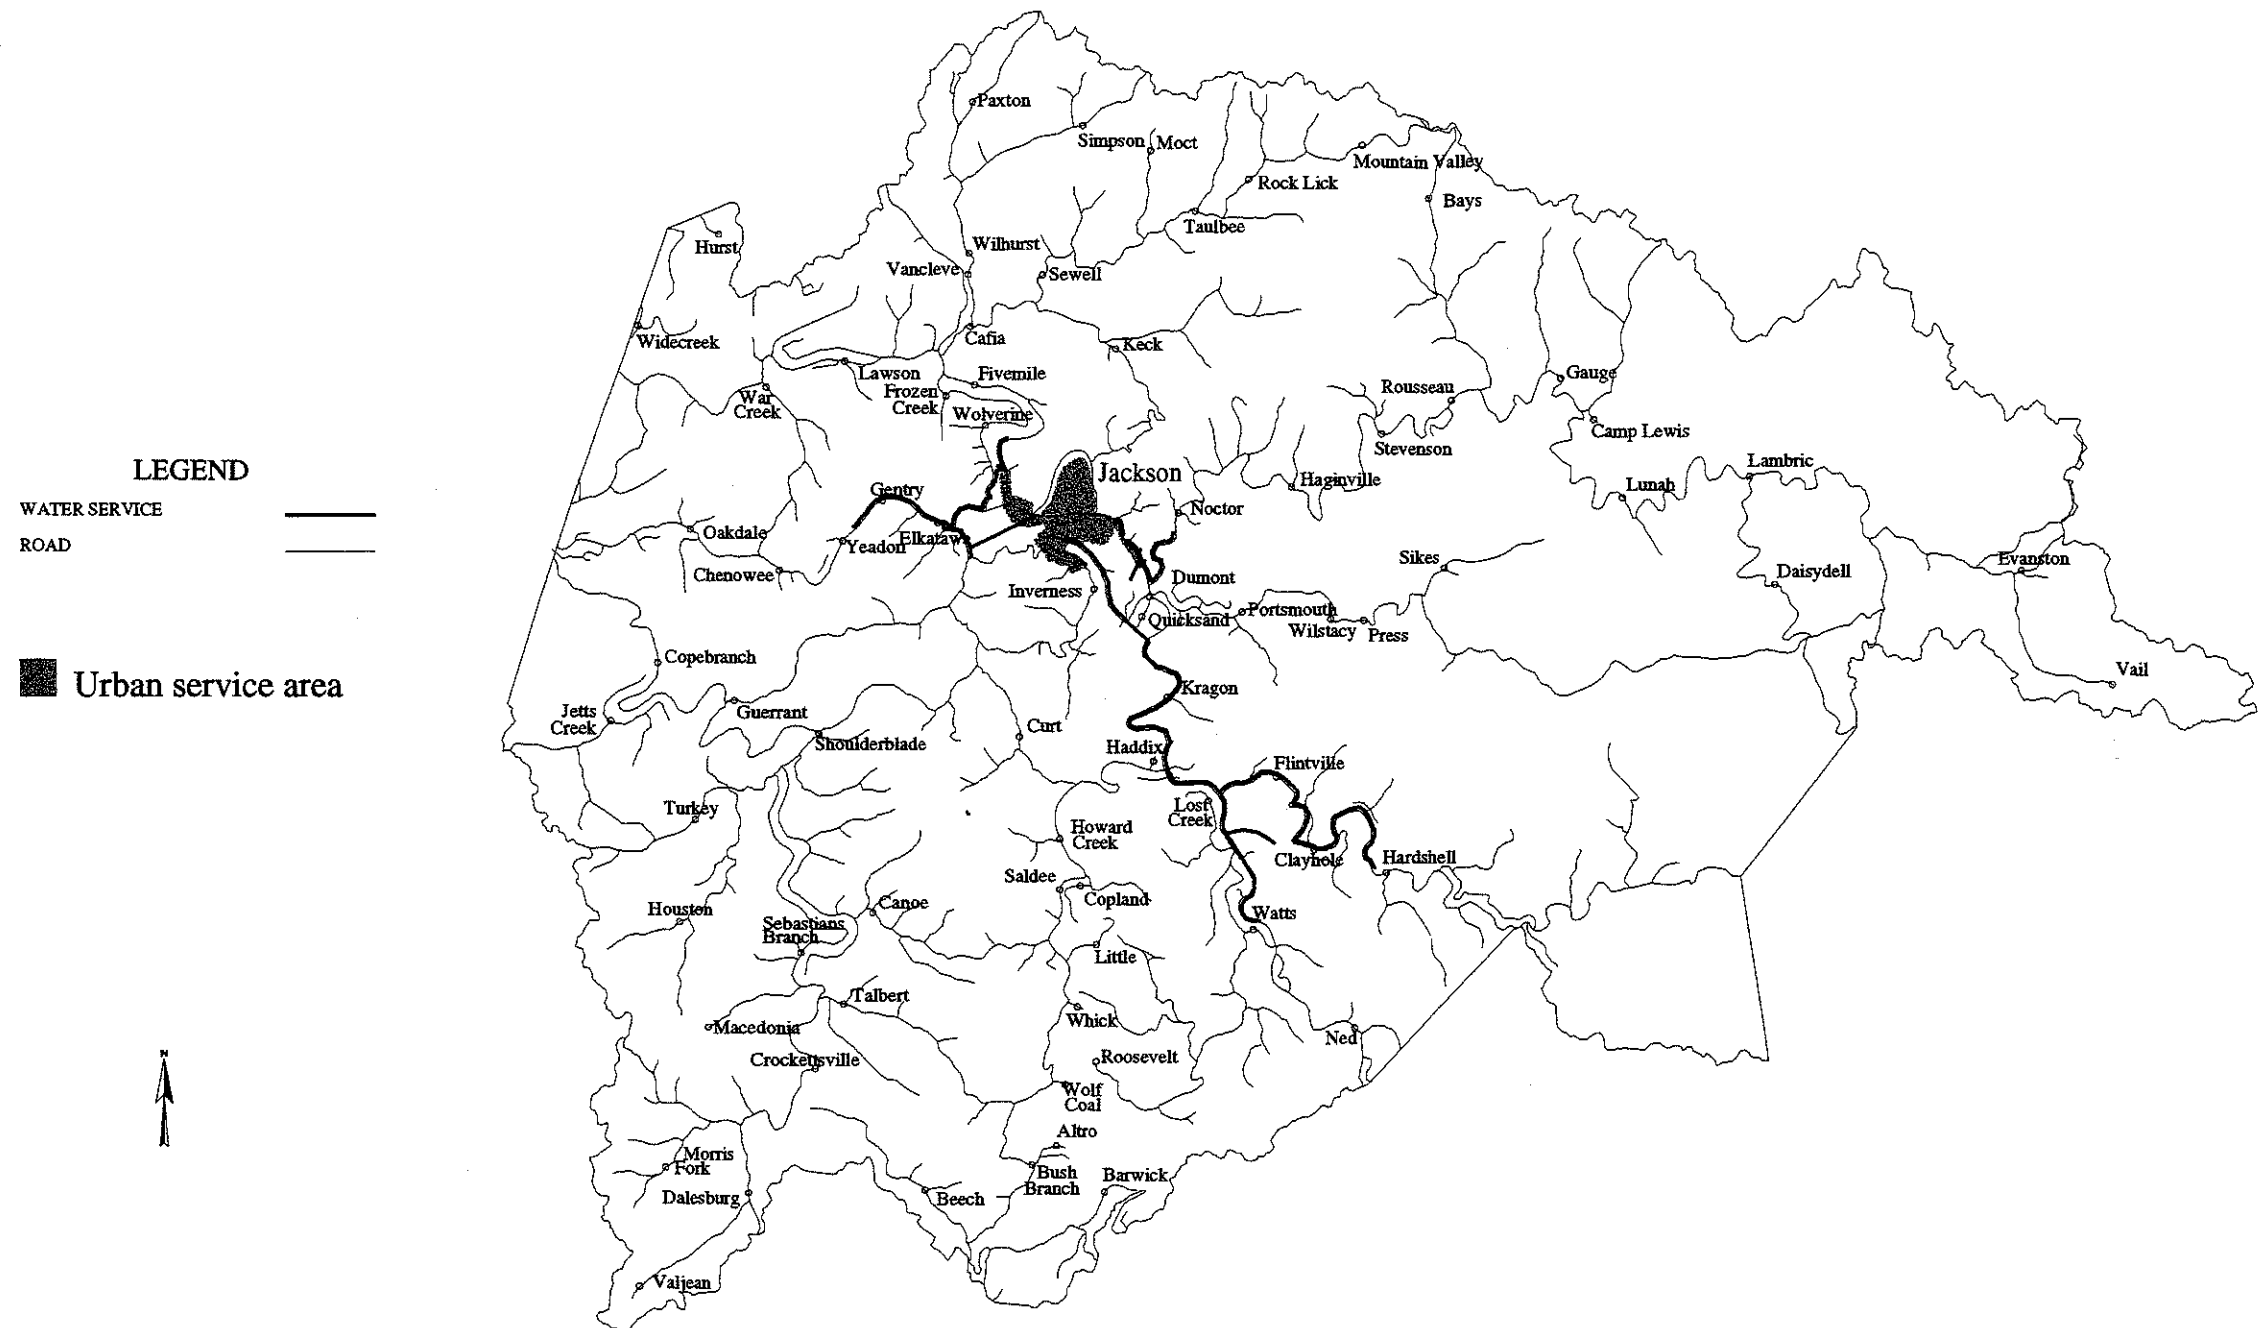 Paxton
Simpson
Moct
Mountain Valley
Rock Lick
Bays
Taulbee
Hurst
Wilhurst
Vancleve
Sewell
Widecreek
Cafia
Keck
Lawson
Fivemile
Gauge
Rousseau
War
Creek
Frozen
Creek
Wolverine
Camp Lewis
Stevenson
LEGEND
WATER SERVICE
ROAD
Urban service area
Jackson
Lambric
Gentry
Haginville
Lunah
Noctor
Oakdale
Yeadon
Elkatawa
Chenowee
Sikes
Evanston
Daisydell
Dumont
Inverness
Quicksand
Portsmouth
Wilstacy
Press
Copebranch
Vail
Kragon
Jetts
Creek
Guerrant
Curt
Shoulderblade
Haddix
Flintville
Turkey
Lost
Creek
Howard
Creek
Clayhole
Hardshell
Saldee
Copland
Houston
Canoe
Sebastians
Branch
Watts
Little
Talbert
Whick
Macedonia
Ned
Crockettsville
Roosevelt
Wolf
Coal
N
Altro
Morris
Fork
Bush
Branch
Barwick
Dalesburg
Beech
Valjean